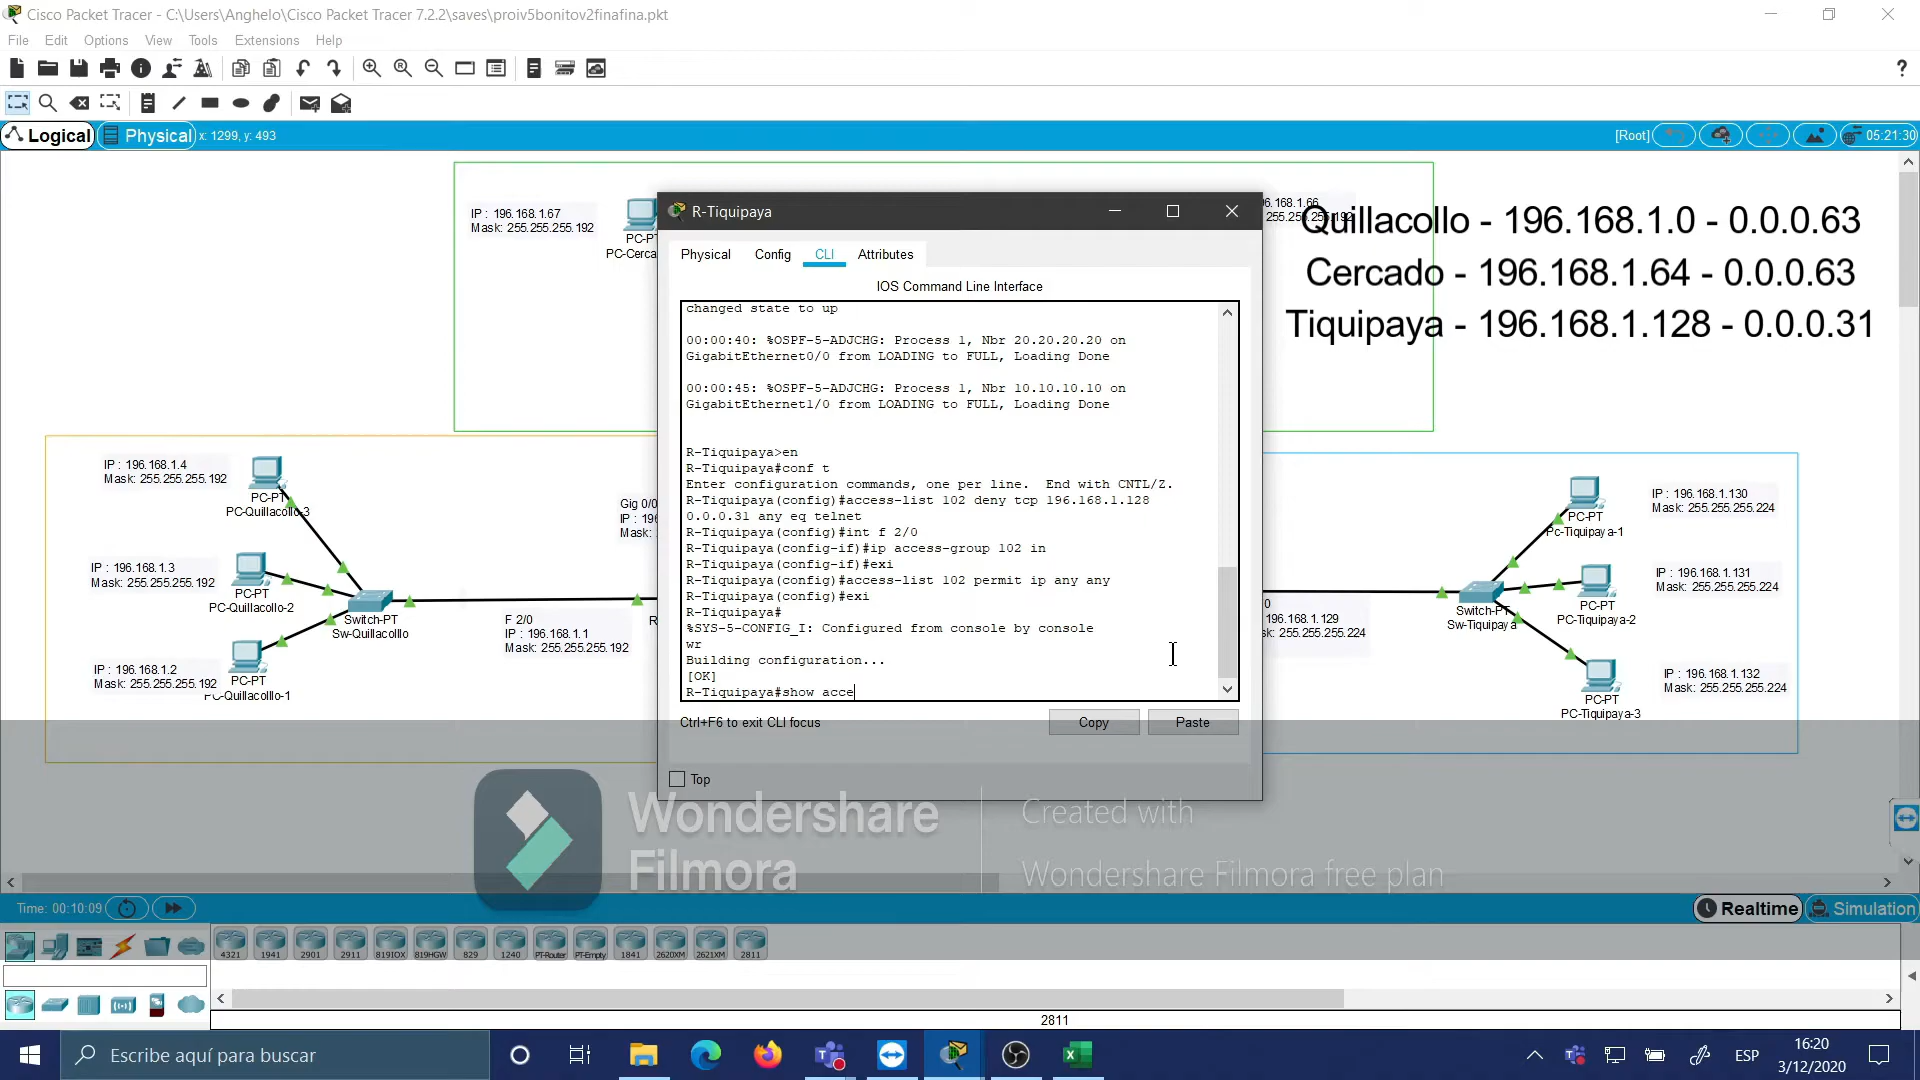 Cisco Packet Tracer - C:\Users\Anghelo\Cisco Packet Tracer 7.2.2\saves\proiv5bonitov2finafina.pkt
File Edit Options View Tools Extensions Help
Logical Physical x: 1299, y: 493 [Root] 05:21:30
IP : 196.168.1.67
Mask: 255.255.255.192
PC-Cerca
255.255.255.192
Quillacollo - 196.168.1.0 - 0.0.0.63
Cercado - 196.168.1.64 - 0.0.0.63
Tiquipaya - 196.168.1.128 - 0.0.0.31
R-Tiquipaya
Physical Config CLI Attributes
IOS Command Line Interface
changed state to up
00:00:40: %OSPF-5-ADJCHG: Process 1, Nbr 20.20.20.20 on
GigabitEthernet0/0 from LOADING to FULL, Loading Done
00:00:45: %OSPF-5-ADJCHG: Process 1, Nbr 10.10.10.10 on
GigabitEthernet1/0 from LOADING to FULL, Loading Done
R-Tiquipaya>en
R-Tiquipaya#conf t
Enter configuration commands, one per line. End with CNTL/Z.
R-Tiquipaya(config)#access-list 102 deny tcp 196.168.1.128
0.0.0.31 any eq telnet
R-Tiquipaya(config)#int f 2/0
R-Tiquipaya(config-if)#ip access-group 102 in
R-Tiquipaya(config-if)#exi
R-Tiquipaya(config)#access-list 102 permit ip any any
R-Tiquipaya(config)#exi
R-Tiquipaya#
%SYS-5-CONFIG_I: Configured from console by console
wr
Building configuration...
[OK]
R-Tiquipaya#show acce
Ctrl+F6 to exit CLI focus
Copy Paste
Top
IP : 196.168.1.4
Mask: 255.255.255.192
PC-PT
PC-Quillacollo-3
IP : 196.168.1.3
Mask: 255.255.255.192
PC-PT
PC-Quillacollo-2
IP : 196.168.1.2
Mask: 255.255.255.192
PC-PT
PC-Quillacolllo-1
Switch-PT
Sw-Quillacolllo
F 2/0
IP : 196.168.1.1
Mask: 255.255.255.192
Gig 0/0
IP : 196
Mask:
196.168.1.129
255.255.255.224
Switch-PT
Sw-Tiquipaya
IP : 196.168.1.130
Mask: 255.255.255.224
PC-PT
Pc-Tiquipaya-1
IP : 196.168.1.131
Mask: 255.255.255.224
PC-PT
PC-Tiquipaya-2
IP : 196.168.1.132
Mask: 255.255.255.224
PC-PT
PC-Tiquipaya-3
Wondershare
Filmora
Created with
Wondershare Filmora free plan
Time: 00:10:09 Realtime Simulation
4321 1941 2901 2911 819IOX 819HGW 829 1240 PT-Router PT-Empty 1841 2620XM 2621XM 2811
2811
Escribe aquí para buscar
ESP
16:20
3/12/2020